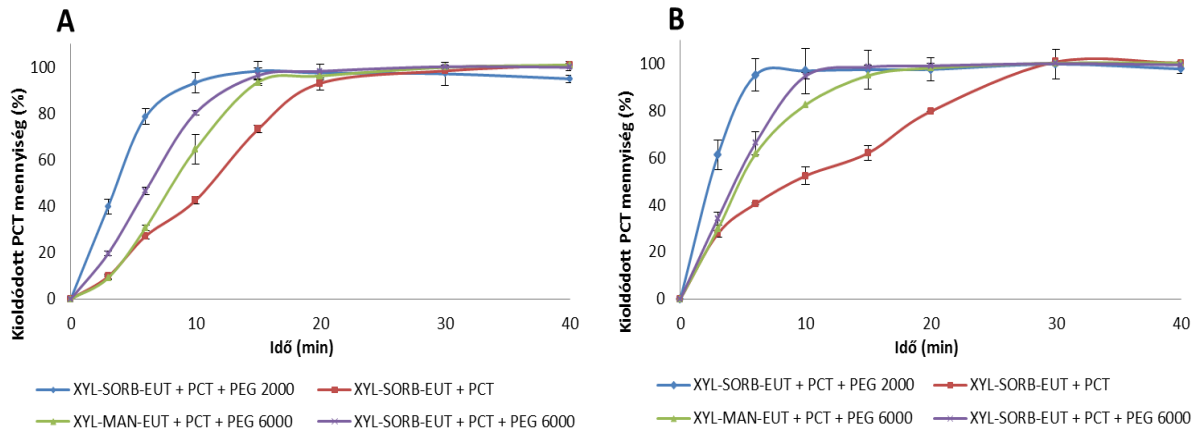 A
Kioldódott PCT mennyiség (%)
100
80
60
40
20
0
0 10 20 30 40
Idő (min)
XYL-SORB-EUT + PCT + PEG 2000 XYL-SORB-EUT + PCT
XYL-MAN-EUT + PCT + PEG 6000 XYL-SORB-EUT + PCT + PEG 6000
B
Kioldódott PCT mennyiség (%)
100
80
60
40
20
0
0 10 20 30 40
Idő (min)
XYL-SORB-EUT + PCT + PEG 2000 XYL-SORB-EUT + PCT
XYL-MAN-EUT + PCT + PEG 6000 XYL-SORB-EUT + PCT + PEG 6000